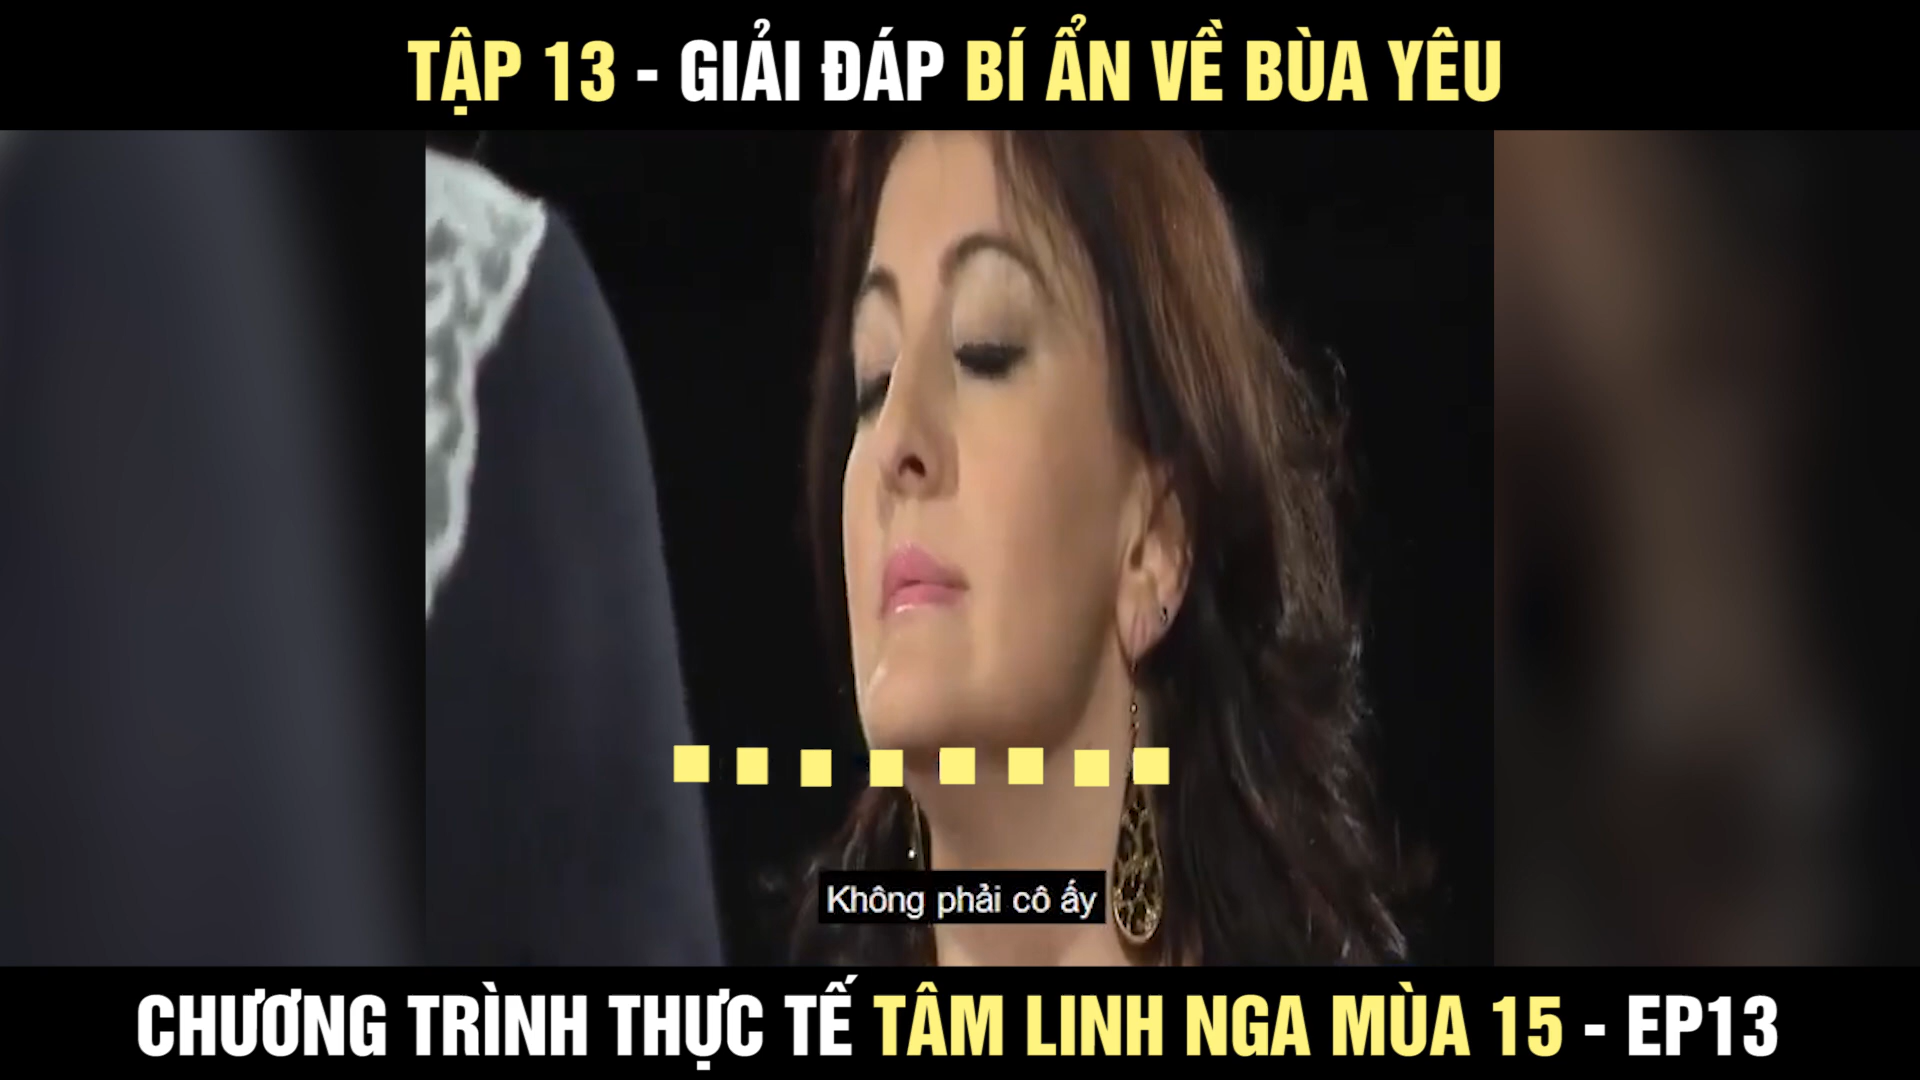 TẬP 13 - GIẢI ĐÁP BÍ ẨN VỀ BÙA YÊU
Không phải cô ấy
CHƯƠNG TRÌNH THỰC TẾ TÂM LINH NGA MÙA 15 - EP13